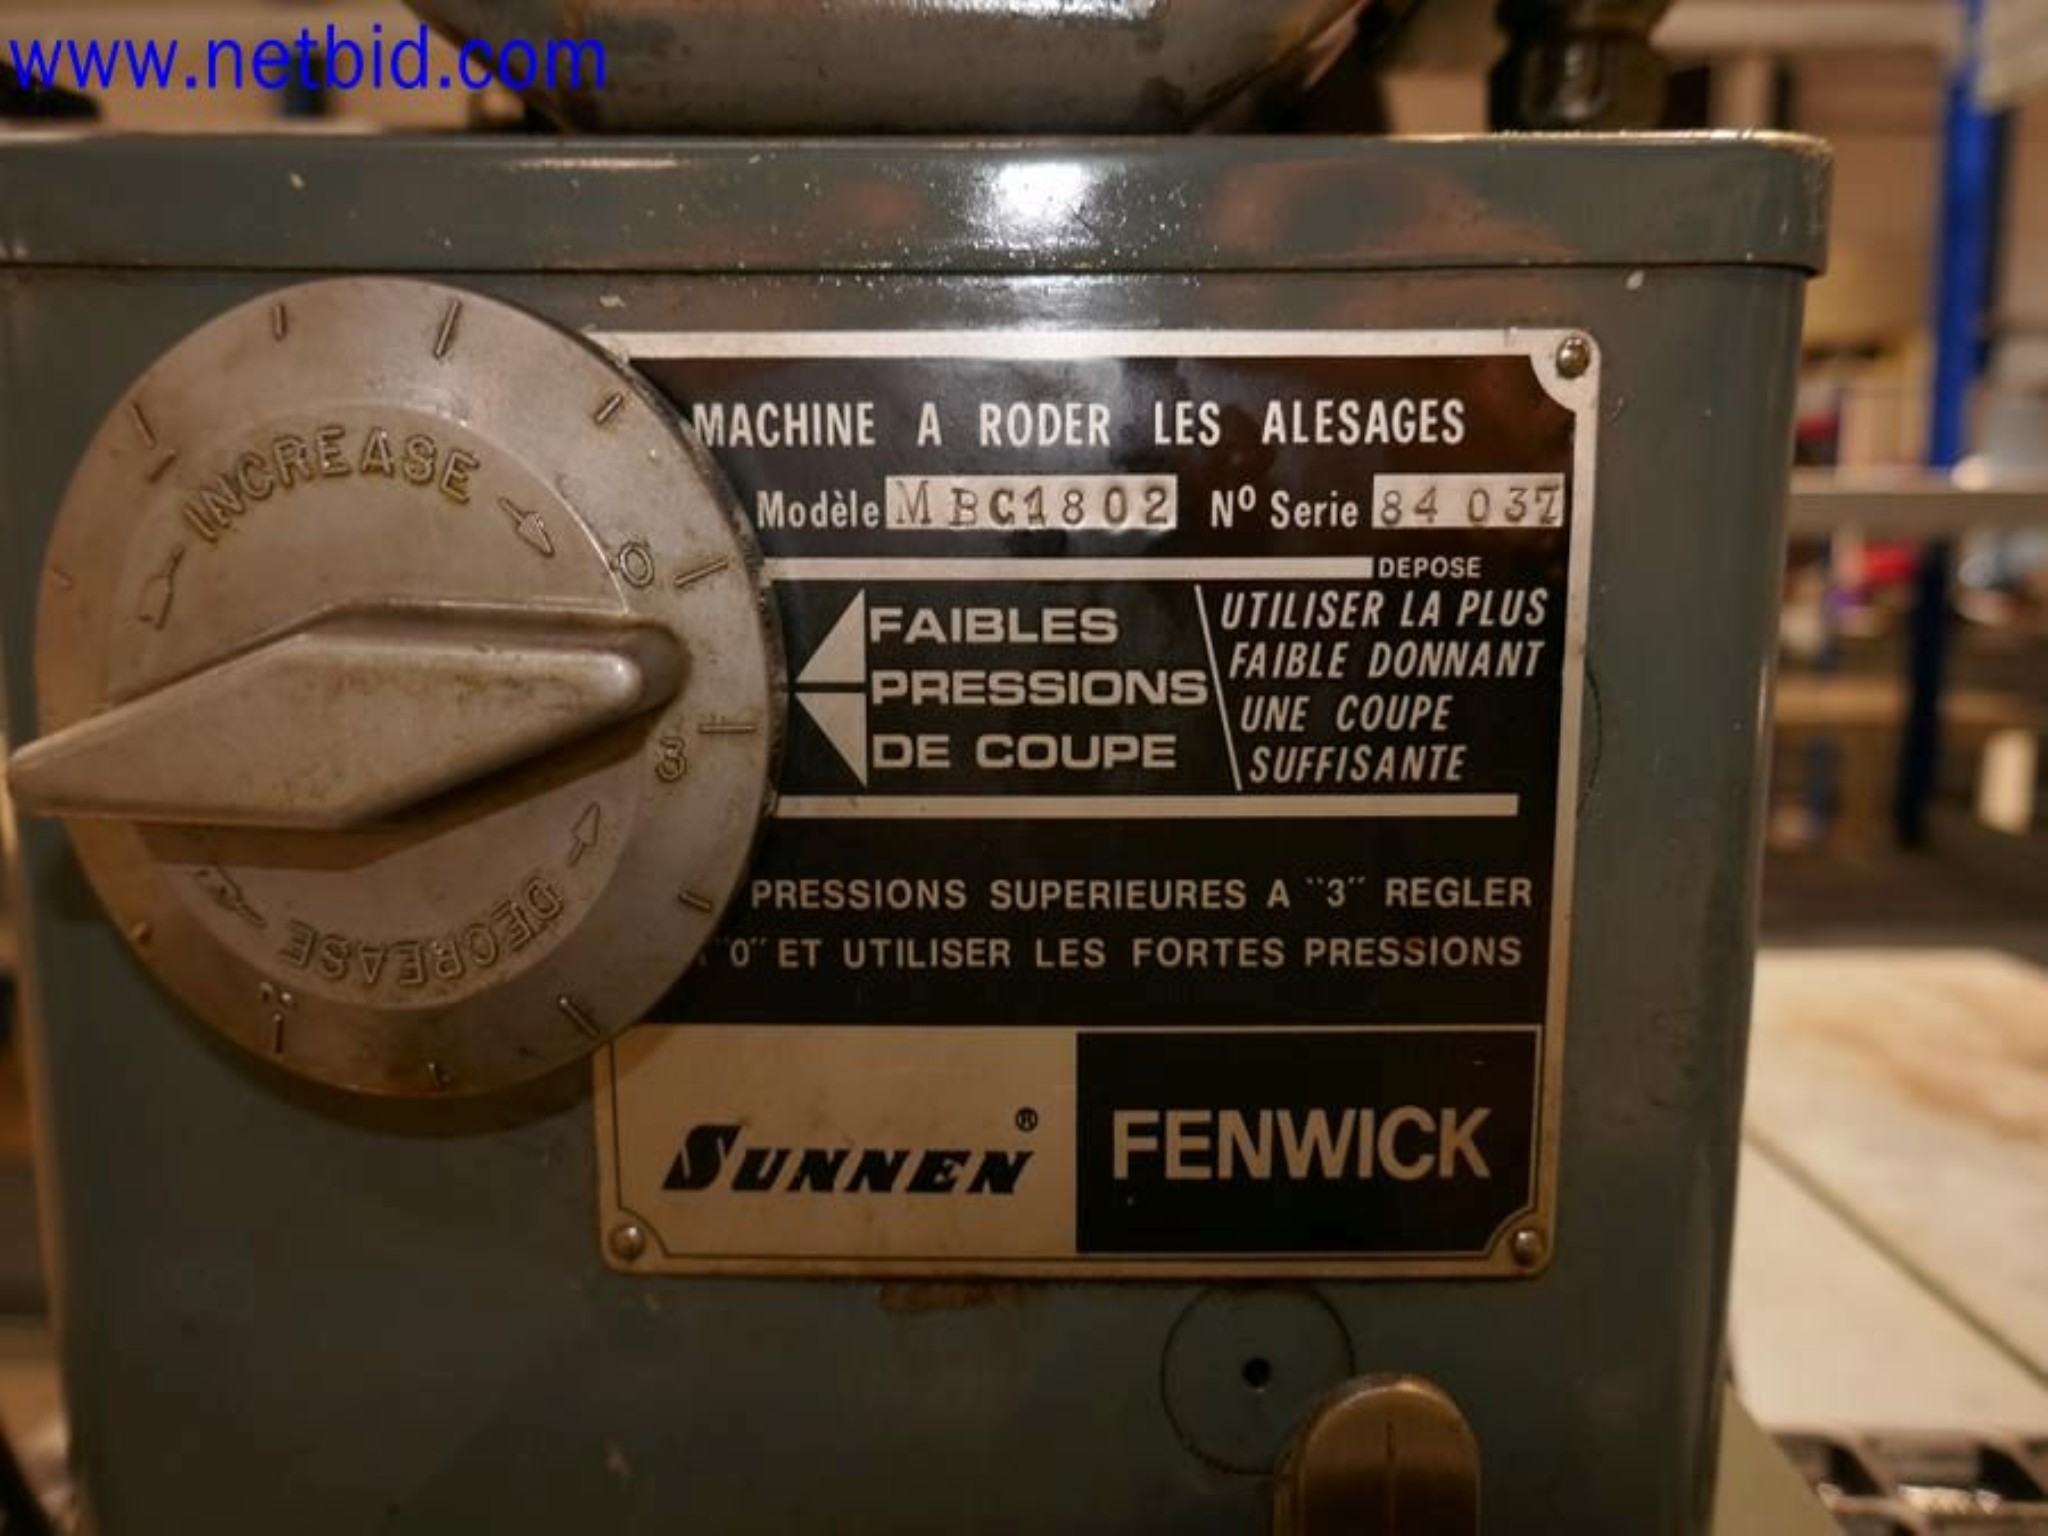 www.netbid.com
MACHINE A RODER LES ALESAGES
Modèle MBC1802 Nº Serie 84 037
DEPOSE
FAIBLES
PRESSIONS
DE COUPE
UTILISER LA PLUS
FAIBLE DONNANT
UNE COUPE
SUFFISANTE
PRESSIONS SUPERIEURES A "3" REGLER
"0" ET UTILISER LES FORTES PRESSIONS
SUNNEN®
FENWICK
INCREASE
0
3
DECREASE